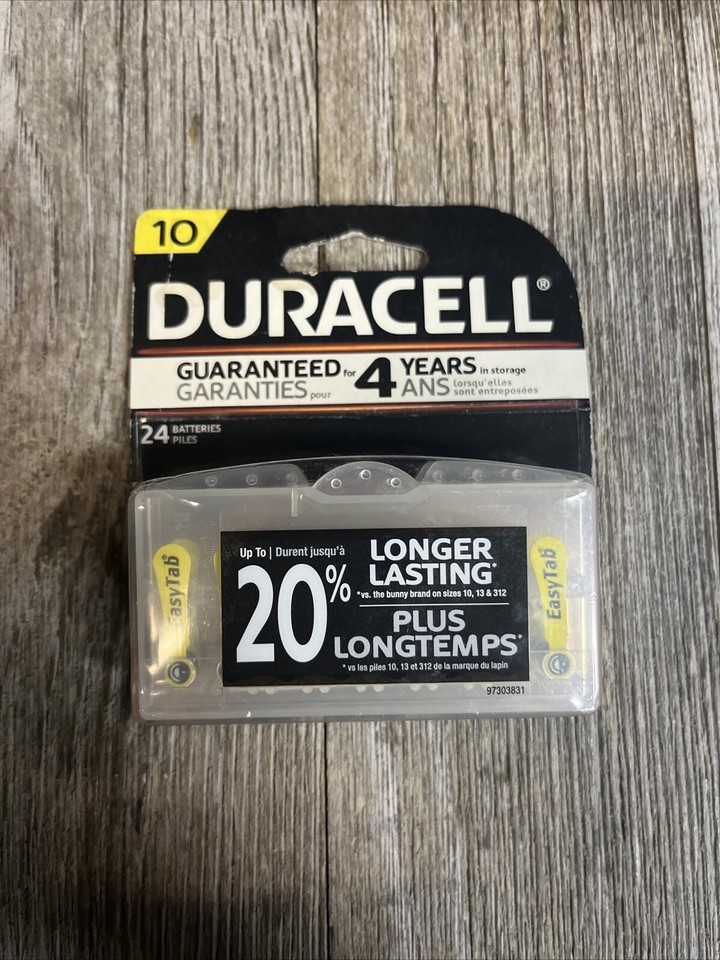 10
DURACELL®
GUARANTEED for 4 YEARS in storage
GARANTIES pour ANS lorsqu'elles sont entreposées
24 BATTERIES
PILES
Up To | Durent jusqu'à
20%
LONGER
LASTING*
*vs. the bunny brand on sizes 10, 13 & 312
PLUS
LONGTEMPS*
* vs les piles 10, 13 et 312 de la marque du lapin
97303831
EasyTab®
EasyTab®